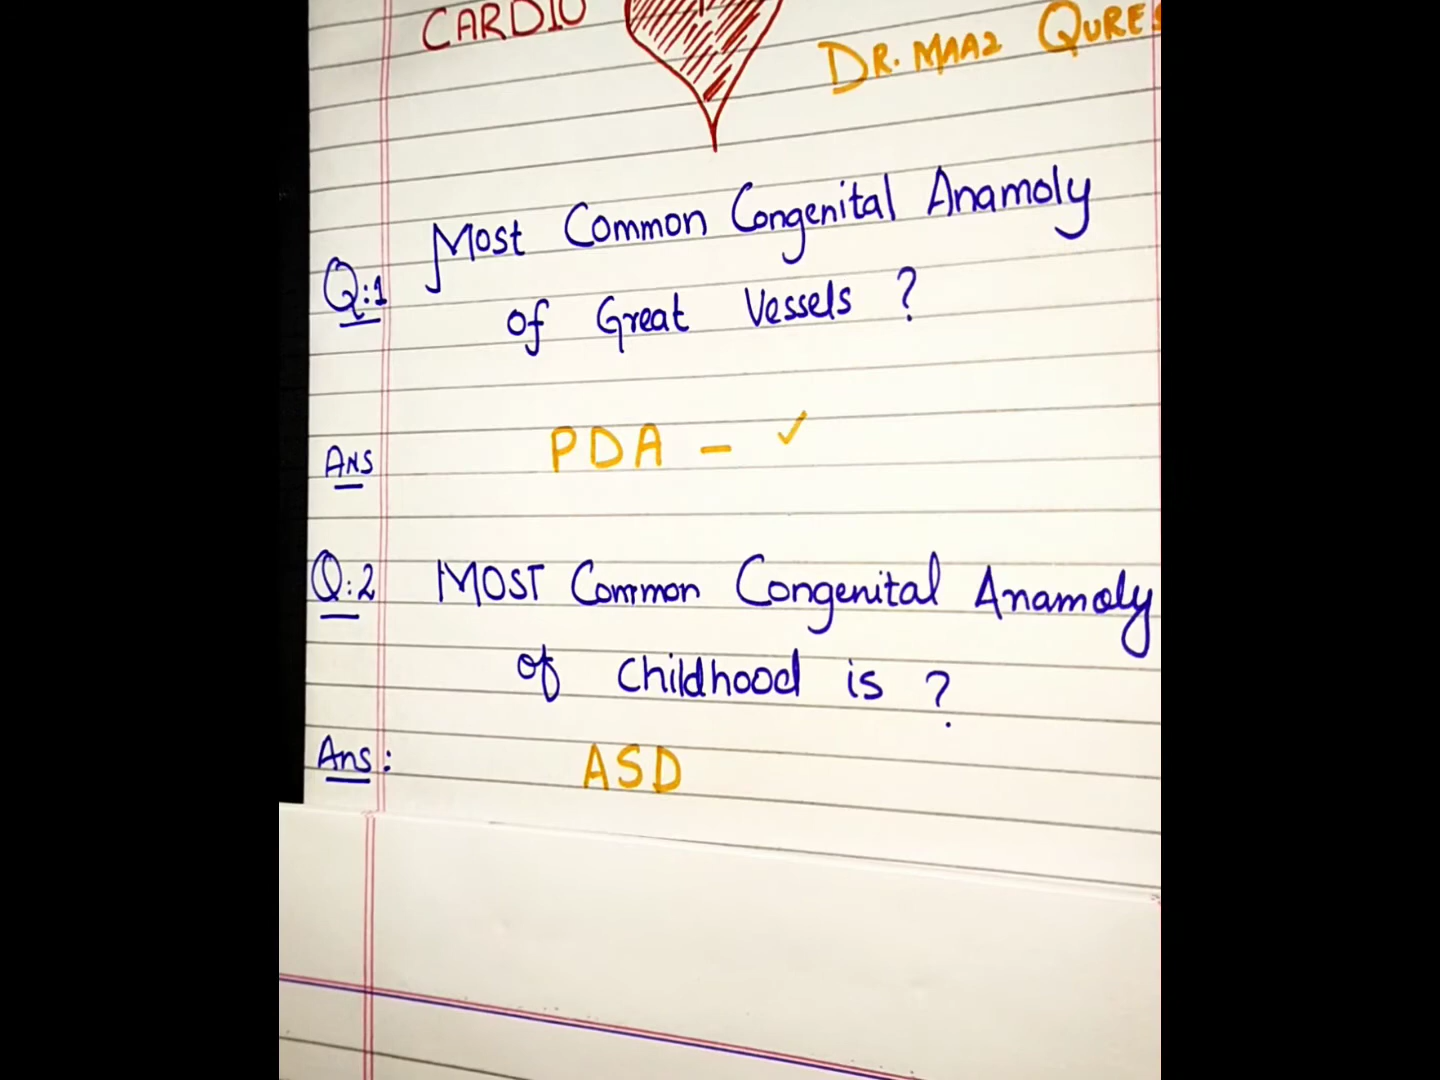 CARDIO
DR. MAAZ QURES
Q:1 Most Common Congenital Anamoly
of Great Vessels ?
Ans PDA - ✓
Q:2 MOST Common Congenital Anamoly
of childhood is ?
Ans: ASD